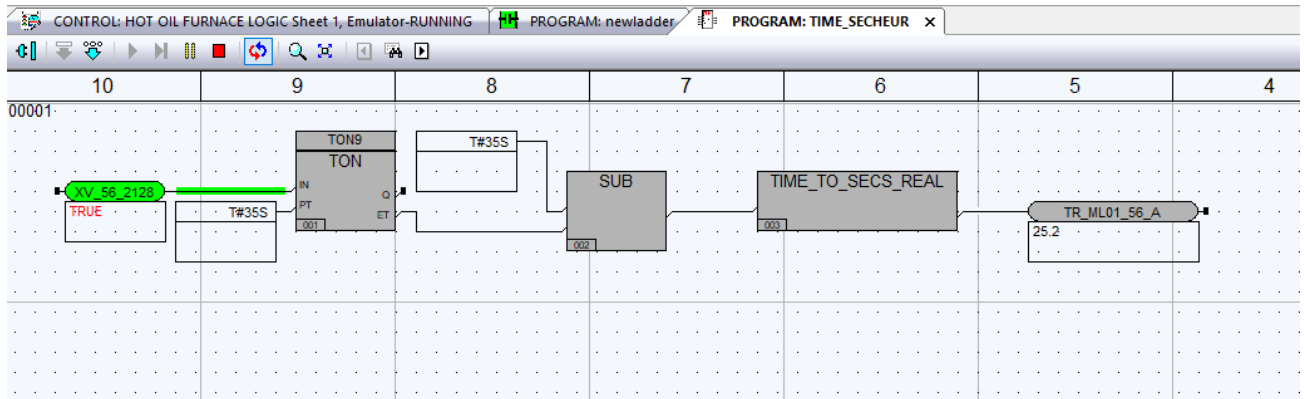 CONTROL: HOT OIL FURNACE LOGIC Sheet 1, Emulator-RUNNING PROGRAM: newladder PROGRAM: TIME_SECHEUR
10 9 8 7 6 5 4
00001
TON9 T#35S
TON
SUB TIME_TO_SECS_REAL
XV_56_2128 IN Q
TRUE T#35S PT ET TR_ML01_56_A
001 003 25.2
002